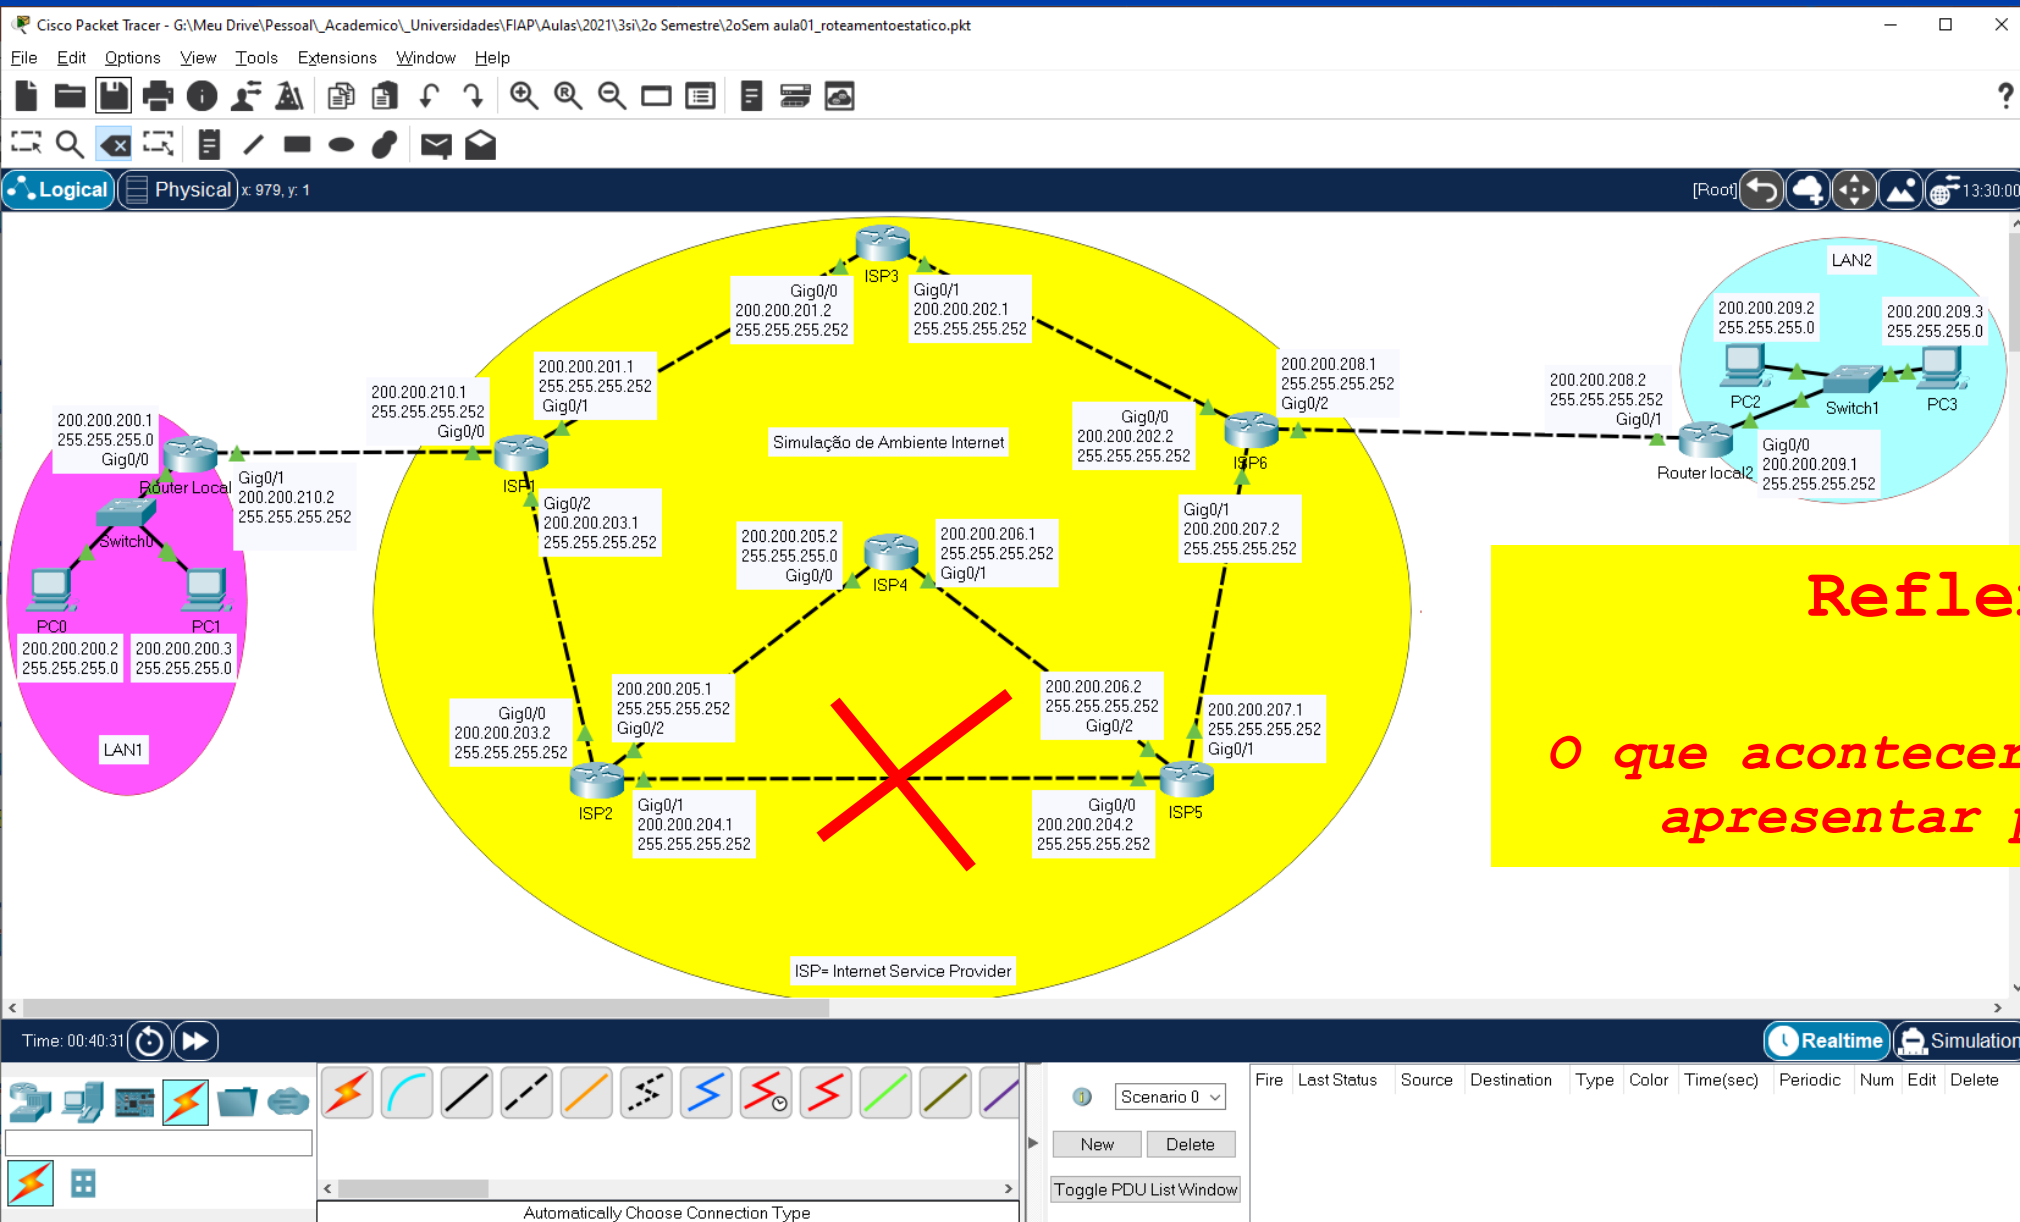 Cisco Packet Tracer - G:\Meu Drive\Pessoal\_Academico\_Universidades\FIAP\Aulas\2021\3si\2o Semestre\2oSem aula01_roteamentoestatico.pkt
File Edit Options View Tools Extensions Window Help
Logical Physical x: 979, y: 1
[Root] 13:30:00
ISP3
Gig0/0
200.200.201.2
255.255.255.252
Gig0/1
200.200.202.1
255.255.255.252
LAN2
200.200.209.2
255.255.255.0
200.200.209.3
255.255.255.0
PC2
Switch1
PC3
200.200.201.1
255.255.255.252
Gig0/1
200.200.210.1
255.255.255.252
Gig0/0
200.200.208.1
255.255.255.252
Gig0/2
200.200.208.2
255.255.255.252
Gig0/1
200.200.200.1
255.255.255.0
Gig0/0
Simulação de Ambiente Internet
Gig0/0
200.200.202.2
255.255.255.252
ISP6
Router local2
Gig0/0
200.200.209.1
255.255.255.252
Router Local
Gig0/1
200.200.210.2
255.255.255.252
ISP1
Gig0/2
200.200.203.1
255.255.255.252
Gig0/1
200.200.207.2
255.255.255.252
Switch0
200.200.205.2
255.255.255.0
Gig0/0
200.200.206.1
255.255.255.252
Gig0/1
ISP4
PC0
PC1
200.200.200.2
255.255.255.0
200.200.200.3
255.255.255.0
LAN1
Gig0/0
200.200.203.2
255.255.255.252
200.200.205.1
255.255.255.252
Gig0/2
200.200.206.2
255.255.255.252
Gig0/2
200.200.207.1
255.255.255.252
Gig0/1
ISP2
Gig0/1
200.200.204.1
255.255.255.252
Gig0/0
200.200.204.2
255.255.255.252
ISP5
O que
ISP= Internet Service Provider
apresentar
Time: 00:40:31
Realtime Simulation
Scenario 0
New Delete
Toggle PDU List Window
Fire Last Status Source Destination Type Color Time(sec) Periodic Num Edit Delete
Automatically Choose Connection Type